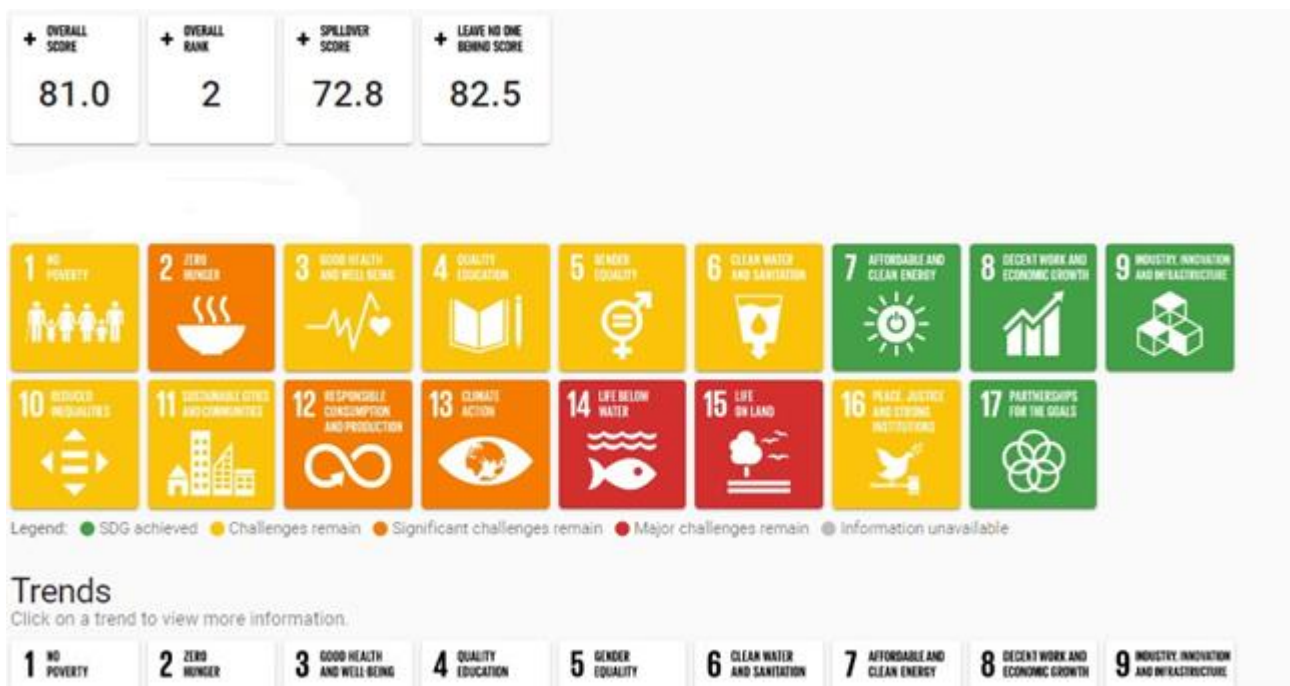 + OVERALL SCORE
81.0
+ OVERALL RANK
2
+ SPILLOVER SCORE
72.8
+ LEAVE NO ONE BEHIND SCORE
82.5
1 NO POVERTY
2 ZERO HUNGER
3 GOOD HEALTH AND WELL BEING
4 QUALITY EDUCATION
5 GENDER EQUALITY
6 CLEAN WATER AND SANITATION
7 AFFORDABLE AND CLEAN ENERGY
8 DECENT WORK AND ECONOMIC GROWTH
9 INDUSTRY, INNOVATION AND INFRASTRUCTURE
10 REDUCED INEQUALITIES
11 SUSTAINABLE CITIES AND COMMUNITIES
12 RESPONSIBLE CONSUMPTION AND PRODUCTION
13 CLIMATE ACTION
14 LIFE BELOW WATER
15 LIFE ON LAND
16 PEACE, JUSTICE AND STRONG INSTITUTIONS
17 PARTNERSHIPS FOR THE GOALS
Legend: SDG achieved Challenges remain Significant challenges remain Major challenges remain Information unavailable
Trends
Click on a trend to view more information.
1 NO POVERTY
2 ZERO HUNGER
3 GOOD HEALTH AND WELL BEING
4 QUALITY EDUCATION
5 GENDER EQUALITY
6 CLEAN WATER AND SANITATION
7 AFFORDABLE AND CLEAN ENERGY
8 DECENT WORK AND ECONOMIC GROWTH
9 INDUSTRY, INNOVATION AND INFRASTRUCTURE